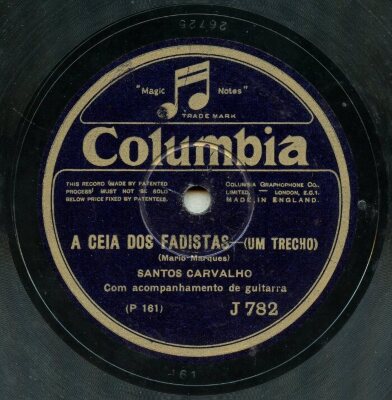 26725
"Magic Notes"
TRADE MARK
Columbia
THIS RECORD (MADE BY PATENTED
PROCESS) MUST NOT BE SOLD
BELOW PRICE FIXED BY PATENTEES.
COLUMBIA GRAPHOPHONE CO.,
LIMITED. — LONDON, E.C.1.
MADE IN ENGLAND.
A CEIA DOS FADISTAS—(UM TRECHO)
(Mario Marques)
SANTOS CARVALHO
Com acompanhamento de guitarra
(P 161) J 782
161